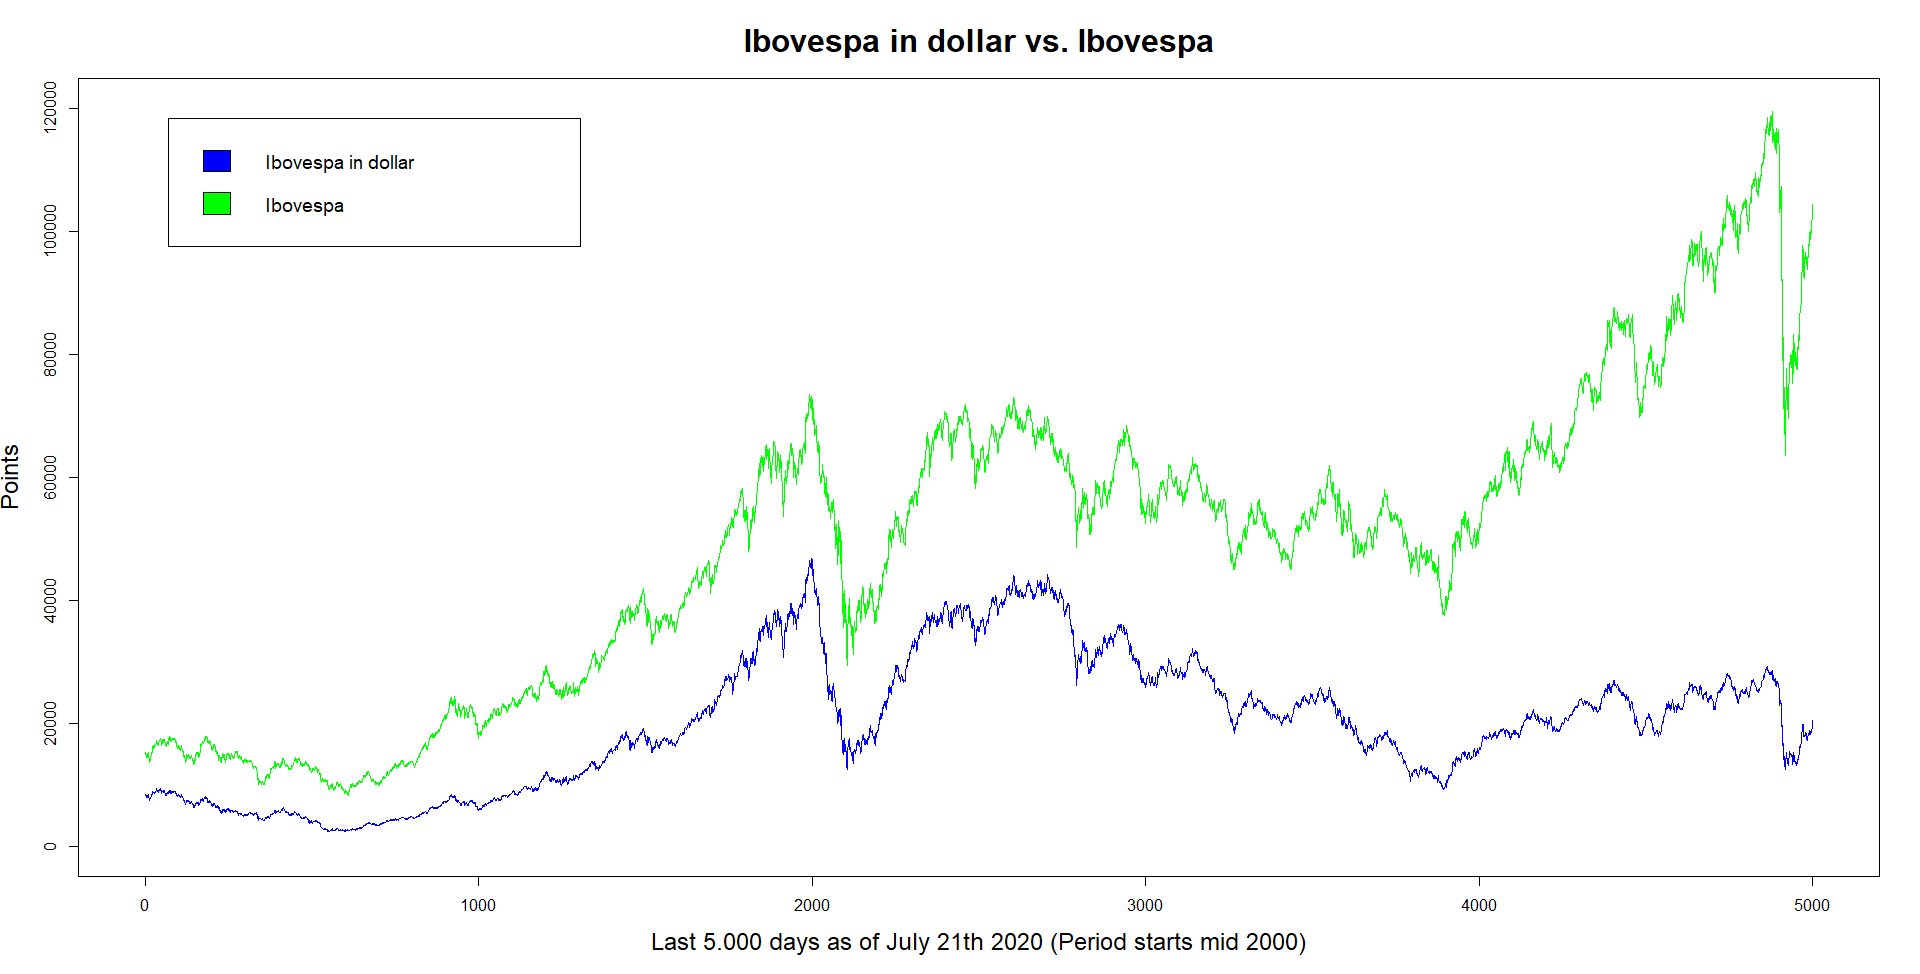 Ibovespa in dollar vs. Ibovespa
120000
100000
80000
60000
40000
20000
0
Points
Ibovespa in dollar
Ibovespa
0 1000 2000 3000 4000 5000
Last 5.000 days as of July 21th 2020 (Period starts mid 2000)